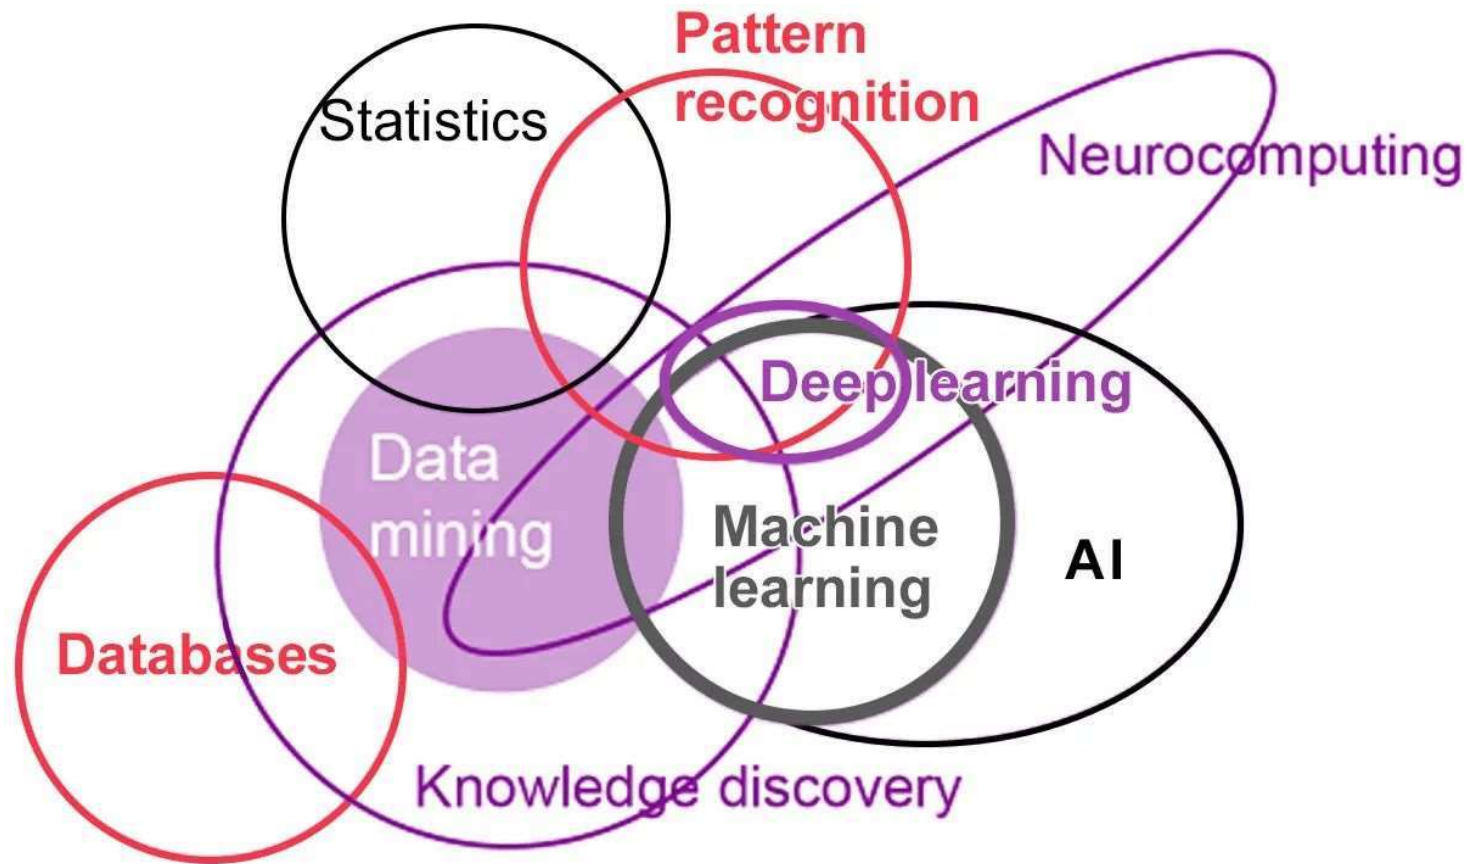 Pattern
recognition
Statistics
Neurocomputing
Deep learning
Data
mining
Machine
learning
AI
Databases
Knowledge discovery